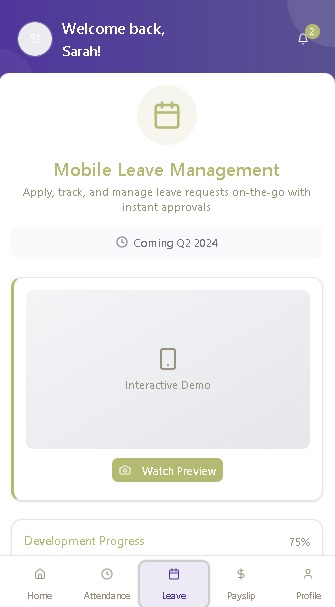 Welcome back,
Sarah!
2
Mobile Leave Management
Apply, track, and manage leave requests on-the-go with
instant approvals
Coming Q2 2024
Interactive Demo
Watch Preview
Development Progress
75%
Home
Attendance
Leave
Payslip
Profile